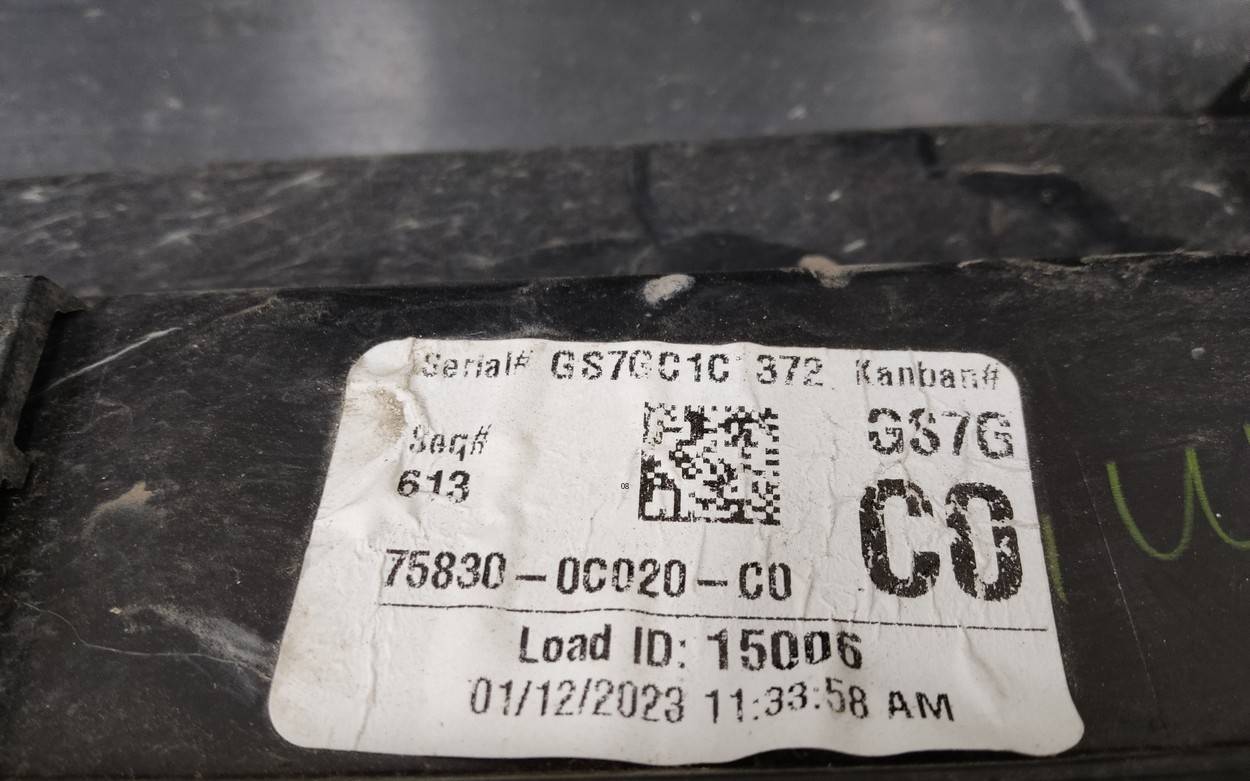 Serial# GS7GC1C 372 Kanban#
GS7G
Seq#
613
08
C0
75830-0C020-C0
Load ID: 15006
01/12/2023 11:33:58 AM